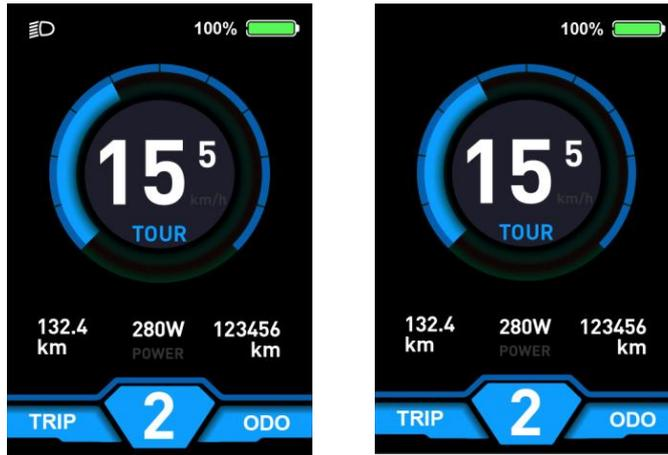 100%
15 5
km/h
TOUR
132.4 km
280W
POWER
123456 km
TRIP
2
ODO
100%
15 5
km/h
TOUR
132.4 km
280W
POWER
123456 km
TRIP
2
ODO